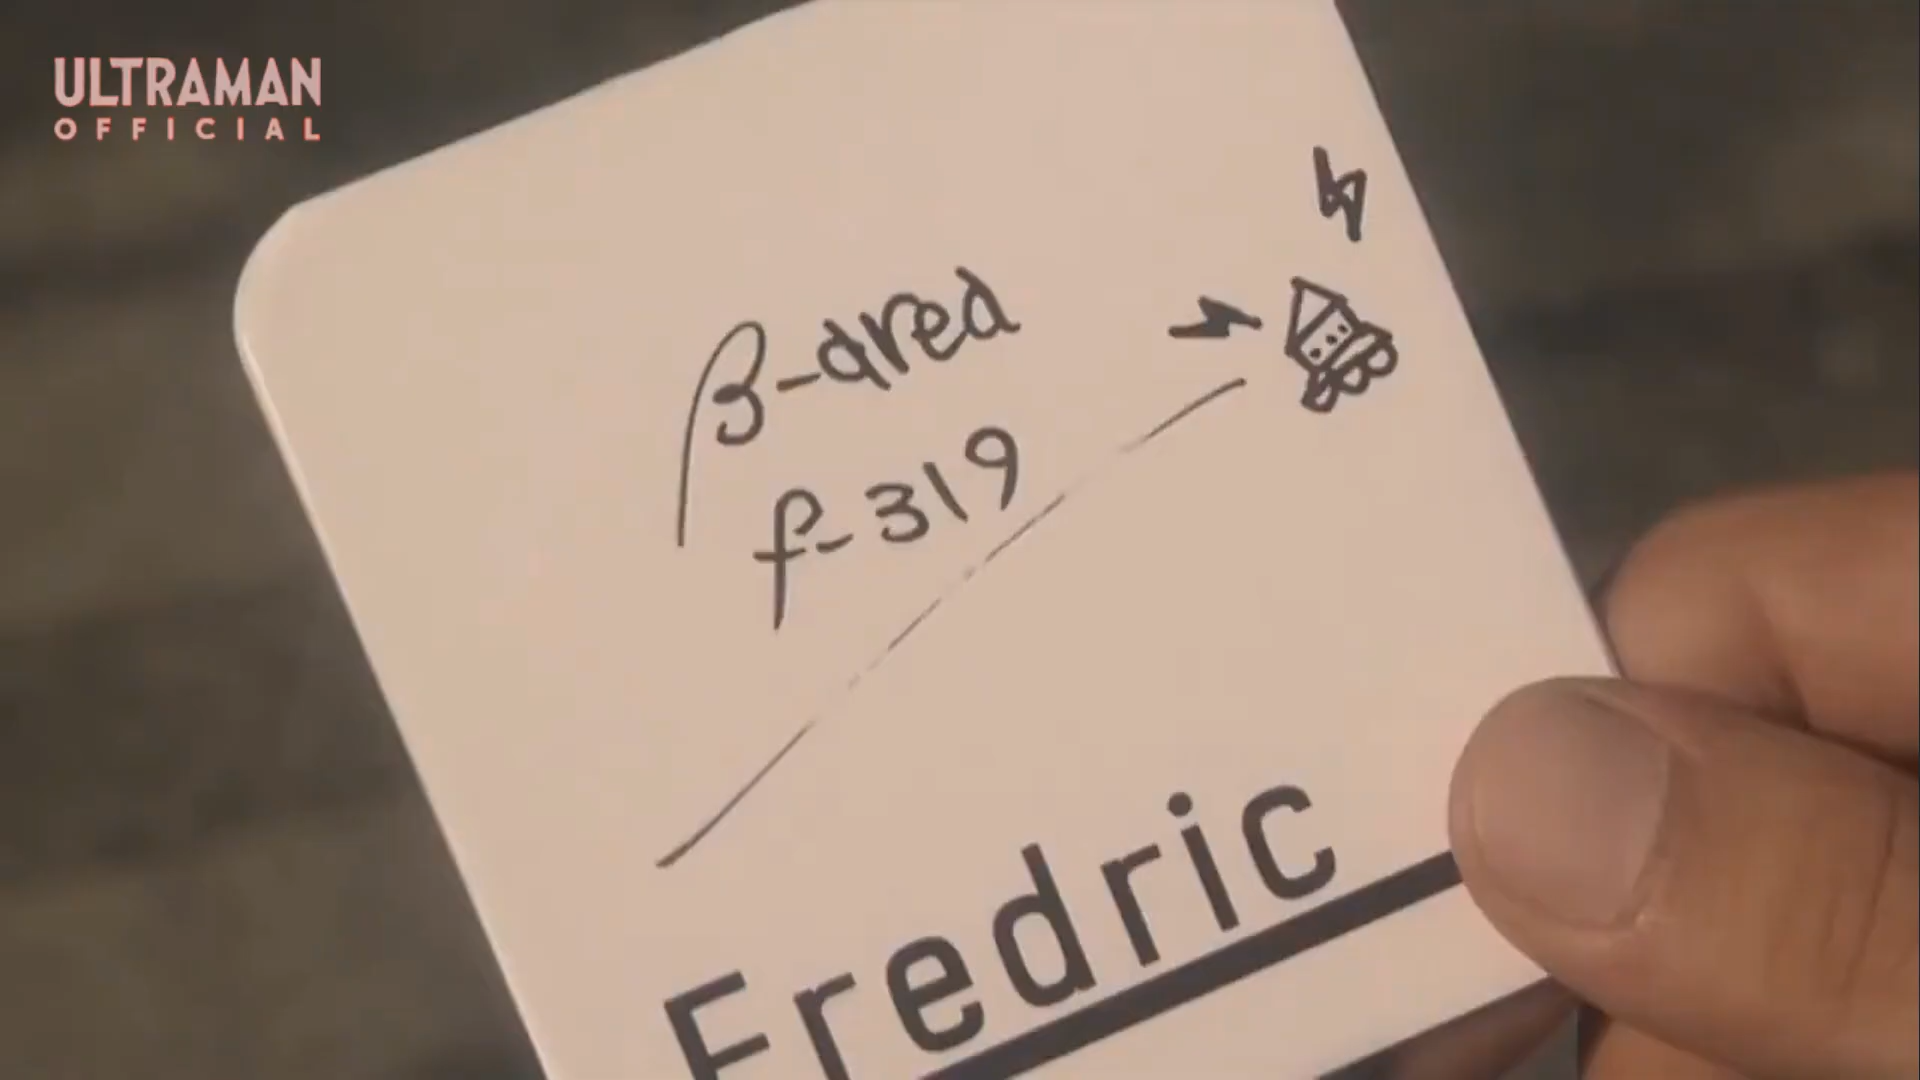 ULTRAMAN
OFFICIAL
β-area
f-319
Fredric